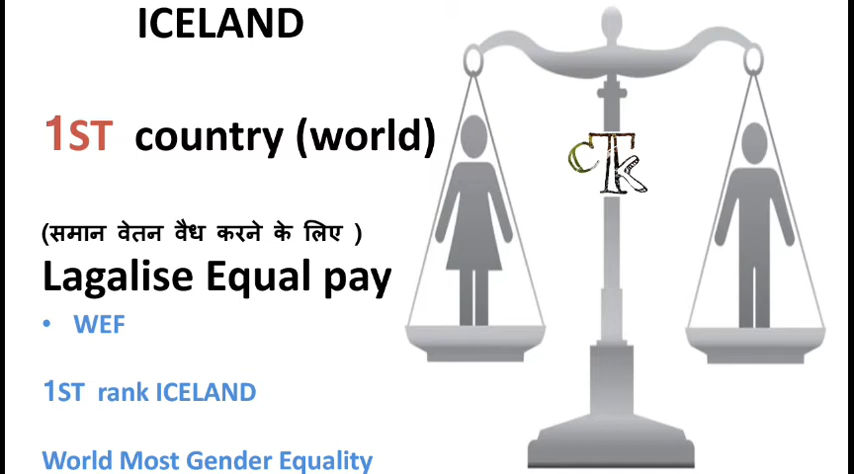 ICELAND
1ST country (world)
(समान वेतन वैध करने के लिए )
Lagalise Equal pay
• WEF
1ST rank ICELAND
World Most Gender Equality
CTk